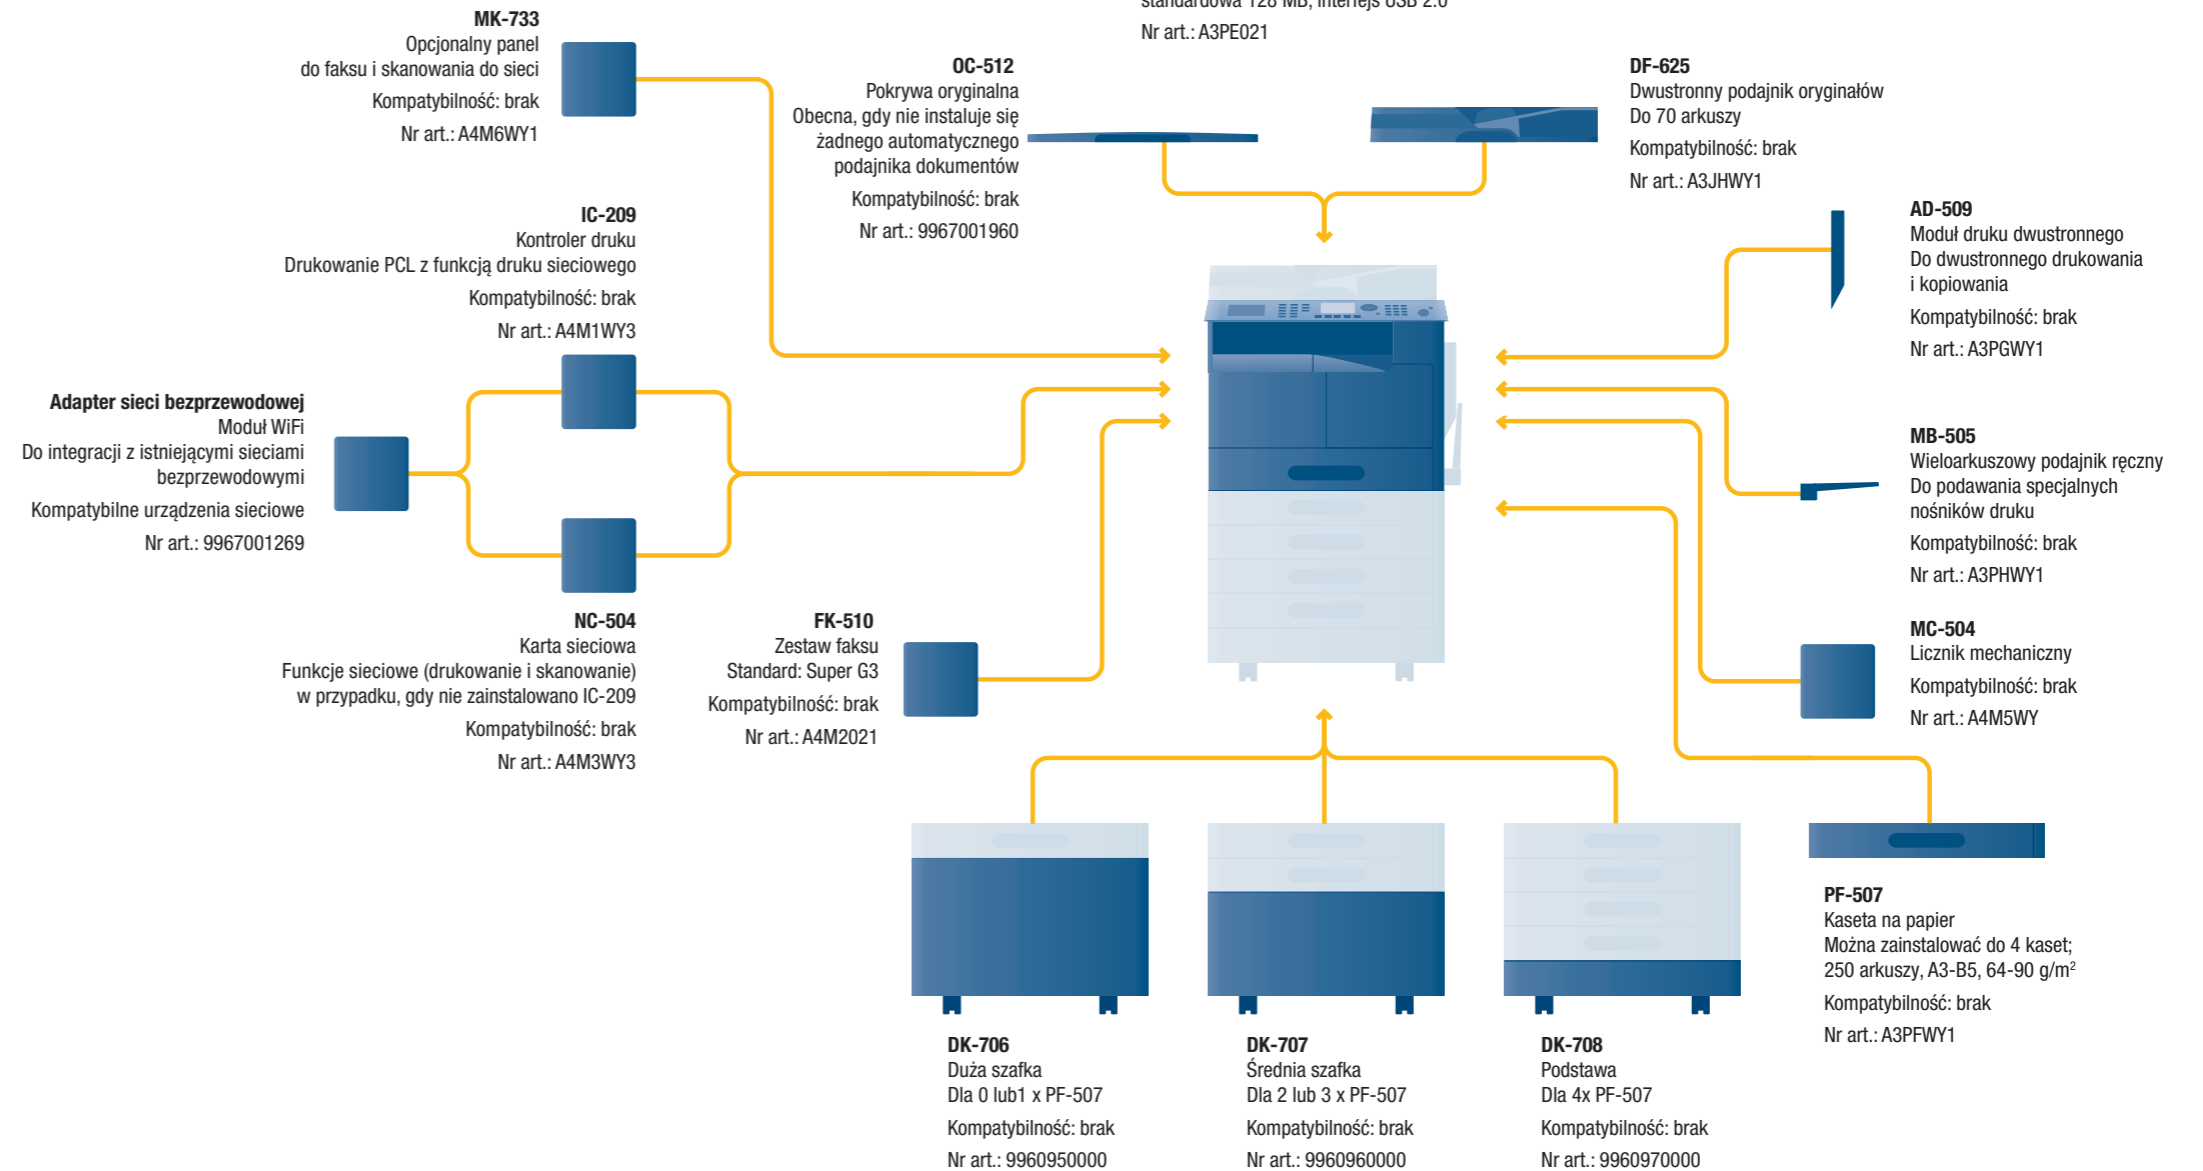 standardowa 128 MB, interfejs USB 2.0
Nr art.: A3PE021
MK-733
Opcjonalny panel
do faksu i skanowania do sieci
Kompatybilność: brak
Nr art.: A4M6WY1
OC-512
Pokrywa oryginalna
Obecna, gdy nie instaluje się
żadnego automatycznego
podajnika dokumentów
Kompatybilność: brak
Nr art.: 9967001960
DF-625
Dwustronny podajnik oryginałów
Do 70 arkuszy
Kompatybilność: brak
Nr art.: A3JHWY1
IC-209
Kontroler druku
Drukowanie PCL z funkcją druku sieciowego
Kompatybilność: brak
Nr art.: A4M1WY3
AD-509
Moduł druku dwustronnego
Do dwustronnego drukowania
i kopiowania
Kompatybilność: brak
Nr art.: A3PGWY1
Adapter sieci bezprzewodowej
Moduł WiFi
Do integracji z istniejącymi sieciami
bezprzewodowymi
Kompatybilne urządzenia sieciowe
Nr art.: 9967001269
MB-505
Wieloarkuszowy podajnik ręczny
Do podawania specjalnych
nośników druku
Kompatybilność: brak
Nr art.: A3PHWY1
NC-504
Karta sieciowa
Funkcje sieciowe (drukowanie i skanowanie)
w przypadku, gdy nie zainstalowano IC-209
Kompatybilność: brak
Nr art.: A4M3WY3
FK-510
Zestaw faksu
Standard: Super G3
Kompatybilność: brak
Nr art.: A4M2021
MC-504
Licznik mechaniczny
Kompatybilność: brak
Nr art.: A4M5WY
PF-507
Kaseta na papier
Można zainstalować do 4 kaset;
250 arkuszy, A3-B5, 64-90 g/m²
Kompatybilność: brak
Nr art.: A3PFWY1
DK-706
Duża szafka
Dla 0 lub1 x PF-507
Kompatybilność: brak
Nr art.: 9960950000
DK-707
Średnia szafka
Dla 2 lub 3 x PF-507
Kompatybilność: brak
Nr art.: 9960960000
DK-708
Podstawa
Dla 4x PF-507
Kompatybilność: brak
Nr art.: 9960970000